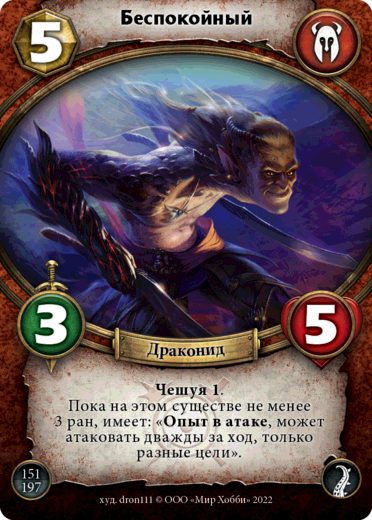 Беспокойный
5
3
5
Драконид
Чешуя 1.
Пока на этом существе не менее
3 ран, имеет: «Опыт в атаке, может
атаковать дважды за ход, только
разные цели».
151
197
худ. dron111 © ООО «Мир Хобби» 2022